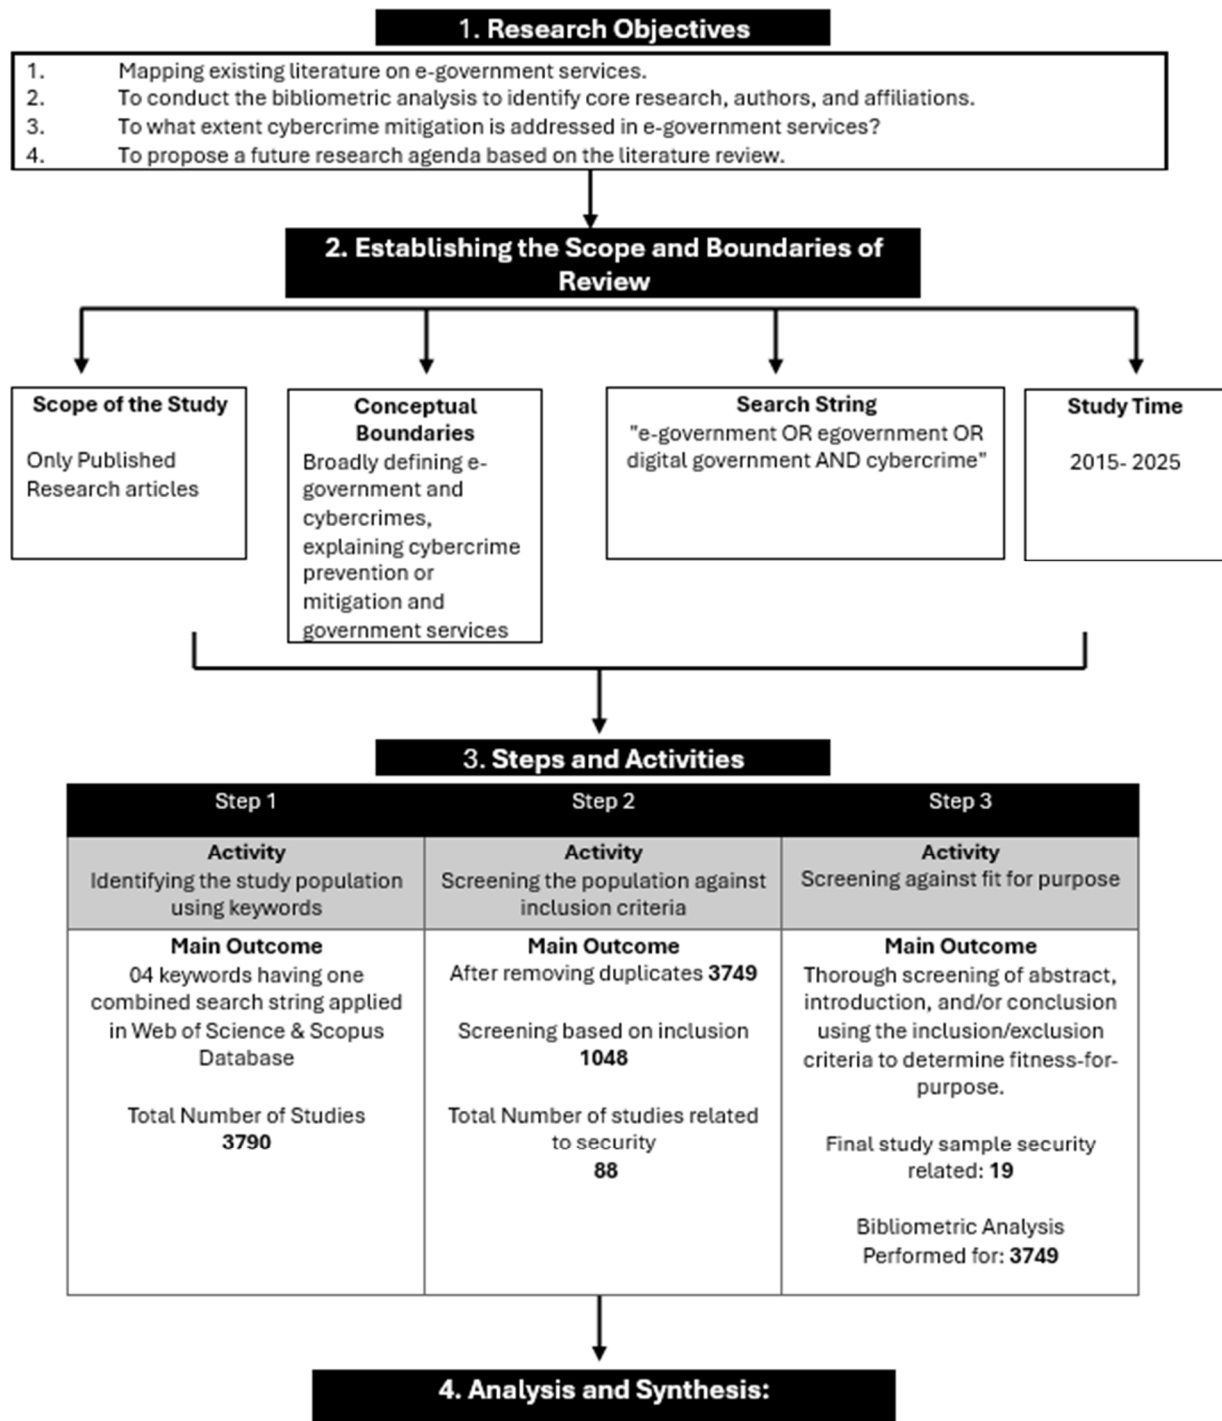 1. Research Objectives
1. Mapping existing literature on e-government services.
2. To conduct the bibliometric analysis to identify core research, authors, and affiliations.
3. To what extent cybercrime mitigation is addressed in e-government services?
4. To propose a future research agenda based on the literature review.
2. Establishing the Scope and Boundaries of
Review
Scope of the Study
Only Published
Research articles
Conceptual
Boundaries
Broadly defining e-
government and
cybercrimes,
explaining cybercrime
prevention or
mitigation and
government services
Search String
"e-government OR egovernment OR
digital government AND cybercrime"
Study Time
2015- 2025
3. Steps and Activities
Step 1
Activity
Identifying the study population
using keywords
Main Outcome
04 keywords having one
combined search string applied
in Web of Science & Scopus
Database
Total Number of Studies
3790
Step 2
Activity
Screening the population against
inclusion criteria
Main Outcome
After removing duplicates 3749
Screening based on inclusion
1048
Total Number of studies related
to security
88
Step 3
Activity
Screening against fit for purpose
Main Outcome
Thorough screening of abstract,
introduction, and/or conclusion
using the inclusion/exclusion
criteria to determine fitness-for-
purpose.
Final study sample security
related: 19
Bibliometric Analysis
Performed for: 3749
4. Analysis and Synthesis: